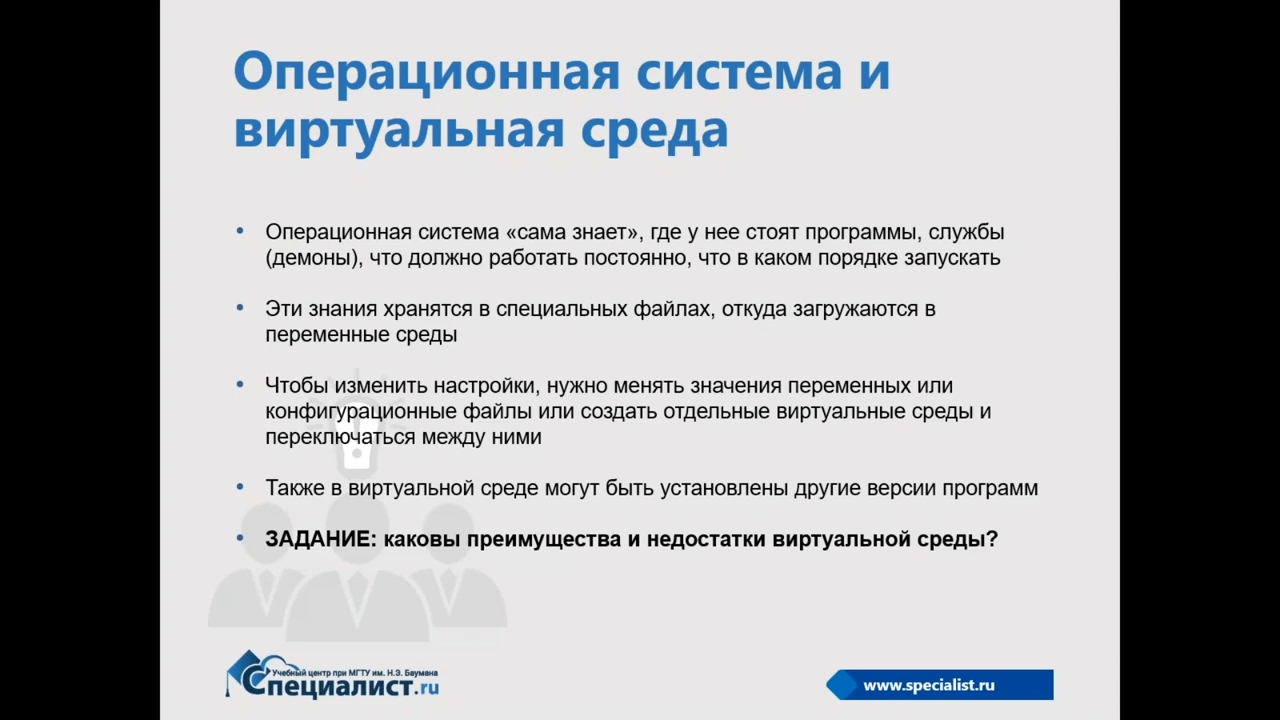 Операционная система и
виртуальная среда
• Операционная система «сама знает», где у нее стоят программы, службы
(демоны), что должно работать постоянно, что в каком порядке запускать
• Эти знания хранятся в специальных файлах, откуда загружаются в
переменные среды
• Чтобы изменить настройки, нужно менять значения переменных или
конфигурационные файлы или создать отдельные виртуальные среды и
переключаться между ними
• Также в виртуальной среде могут быть установлены другие версии программ
• ЗАДАНИЕ: каковы преимущества и недостатки виртуальной среды?
Учебный центр при МГТУ им. Н.Э. Баумана
Специалист.ru
www.specialist.ru